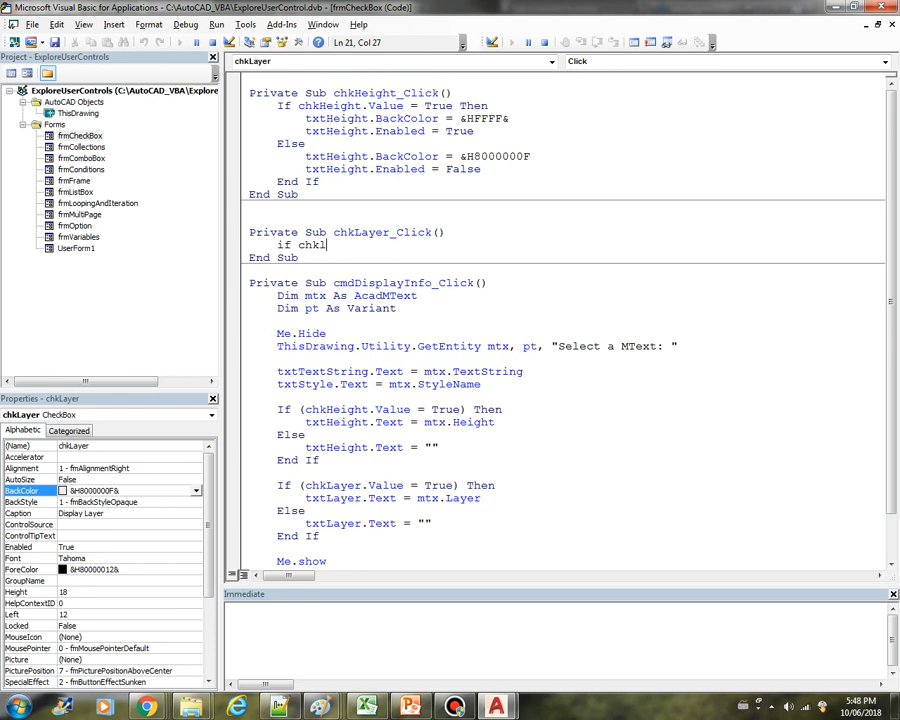 Microsoft Visual Basic for Applications - C:\AutoCAD_VBA\ExploreUserControl.dvb - [frmCheckBox (Code)]
File Edit View Insert Format Debug Run Tools Add-Ins Window Help
Ln 21, Col 27
Project - ExploreUserControls
ExploreUserControls (C:\AutoCAD_VBA\Explore
AutoCAD Objects
ThisDrawing
Forms
frmCheckBox
frmCollections
frmComboBox
frmConditions
frmFrame
frmListBox
frmLoopingAndIteration
frmMultiPage
frmOption
frmVariables
UserForm1
Properties - chkLayer
chkLayer CheckBox
Alphabetic Categorized
(Name) chkLayer
Accelerator
Alignment 1 - fmAlignmentRight
AutoSize False
BackColor &H8000000F&
BackStyle 1 - fmBackStyleOpaque
Caption Display Layer
ControlSource
ControlTipText
Enabled True
Font Tahoma
ForeColor &H80000012&
GroupName
Height 18
HelpContextID 0
Left 12
Locked False
MouseIcon (None)
MousePointer 0 - fmMousePointerDefault
Picture (None)
PicturePosition 7 - fmPicturePositionAboveCenter
SpecialEffect 2 - fmButtonEffectSunken
chkLayer Click
Private Sub chkHeight_Click()
If chkHeight.Value = True Then
txtHeight.BackColor = &HFFFF&
txtHeight.Enabled = True
Else
txtHeight.BackColor = &H8000000F
txtHeight.Enabled = False
End If
End Sub
Private Sub chkLayer_Click()
if chkl
End Sub
Private Sub cmdDisplayInfo_Click()
Dim mtx As AcadMText
Dim pt As Variant
Me.Hide
ThisDrawing.Utility.GetEntity mtx, pt, "Select a MText: "
txtTextString.Text = mtx.TextString
txtStyle.Text = mtx.StyleName
If (chkHeight.Value = True) Then
txtHeight.Text = mtx.Height
Else
txtHeight.Text = ""
End If
If (chkLayer.Value = True) Then
txtLayer.Text = mtx.Layer
Else
txtLayer.Text = ""
End If
Me.show
Immediate
5:48 PM
10/06/2018